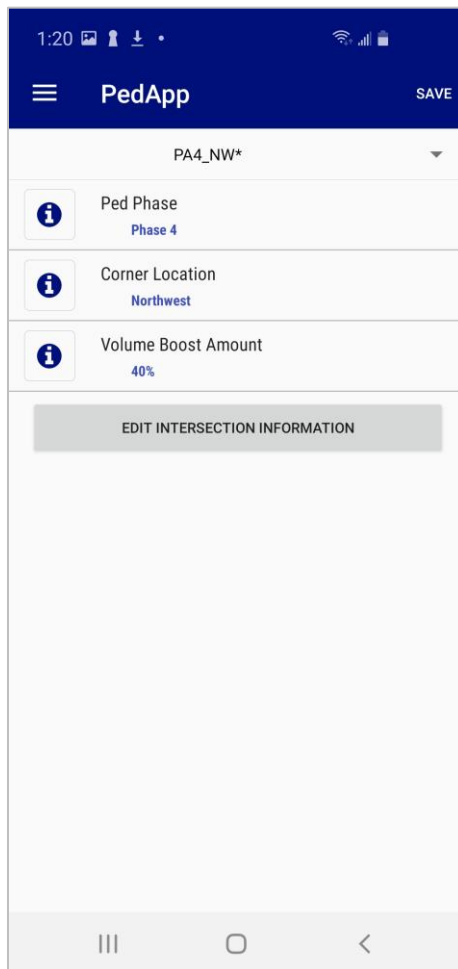 1:20
PedApp
SAVE
PA4_NW*
Ped Phase
Phase 4
Corner Location
Northwest
Volume Boost Amount
40%
EDIT INTERSECTION INFORMATION